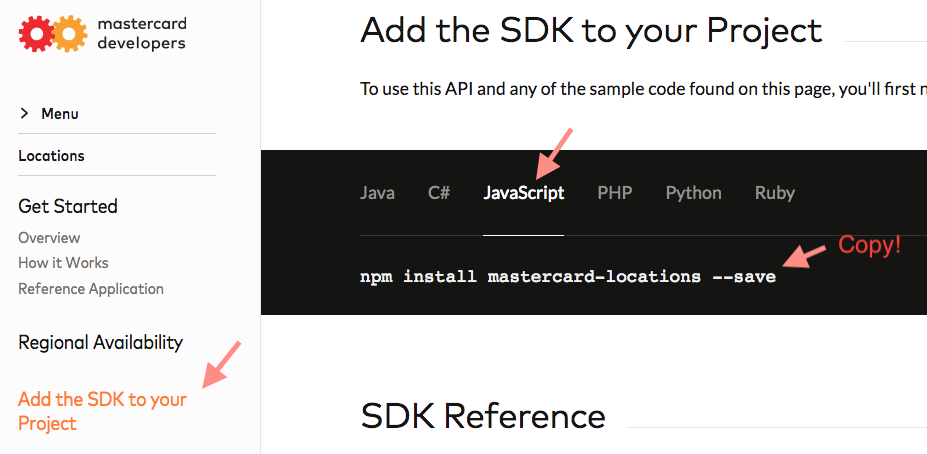 mastercard
developers
Menu
Locations
Get Started
Overview
How it Works
Reference Application
Regional Availability
Add the SDK to your
Project
Add the SDK to your Project
To use this API and any of the sample code found on this page, you'll first
Java C# JavaScript PHP Python Ruby
Copy!
npm install mastercard-locations --save
SDK Reference